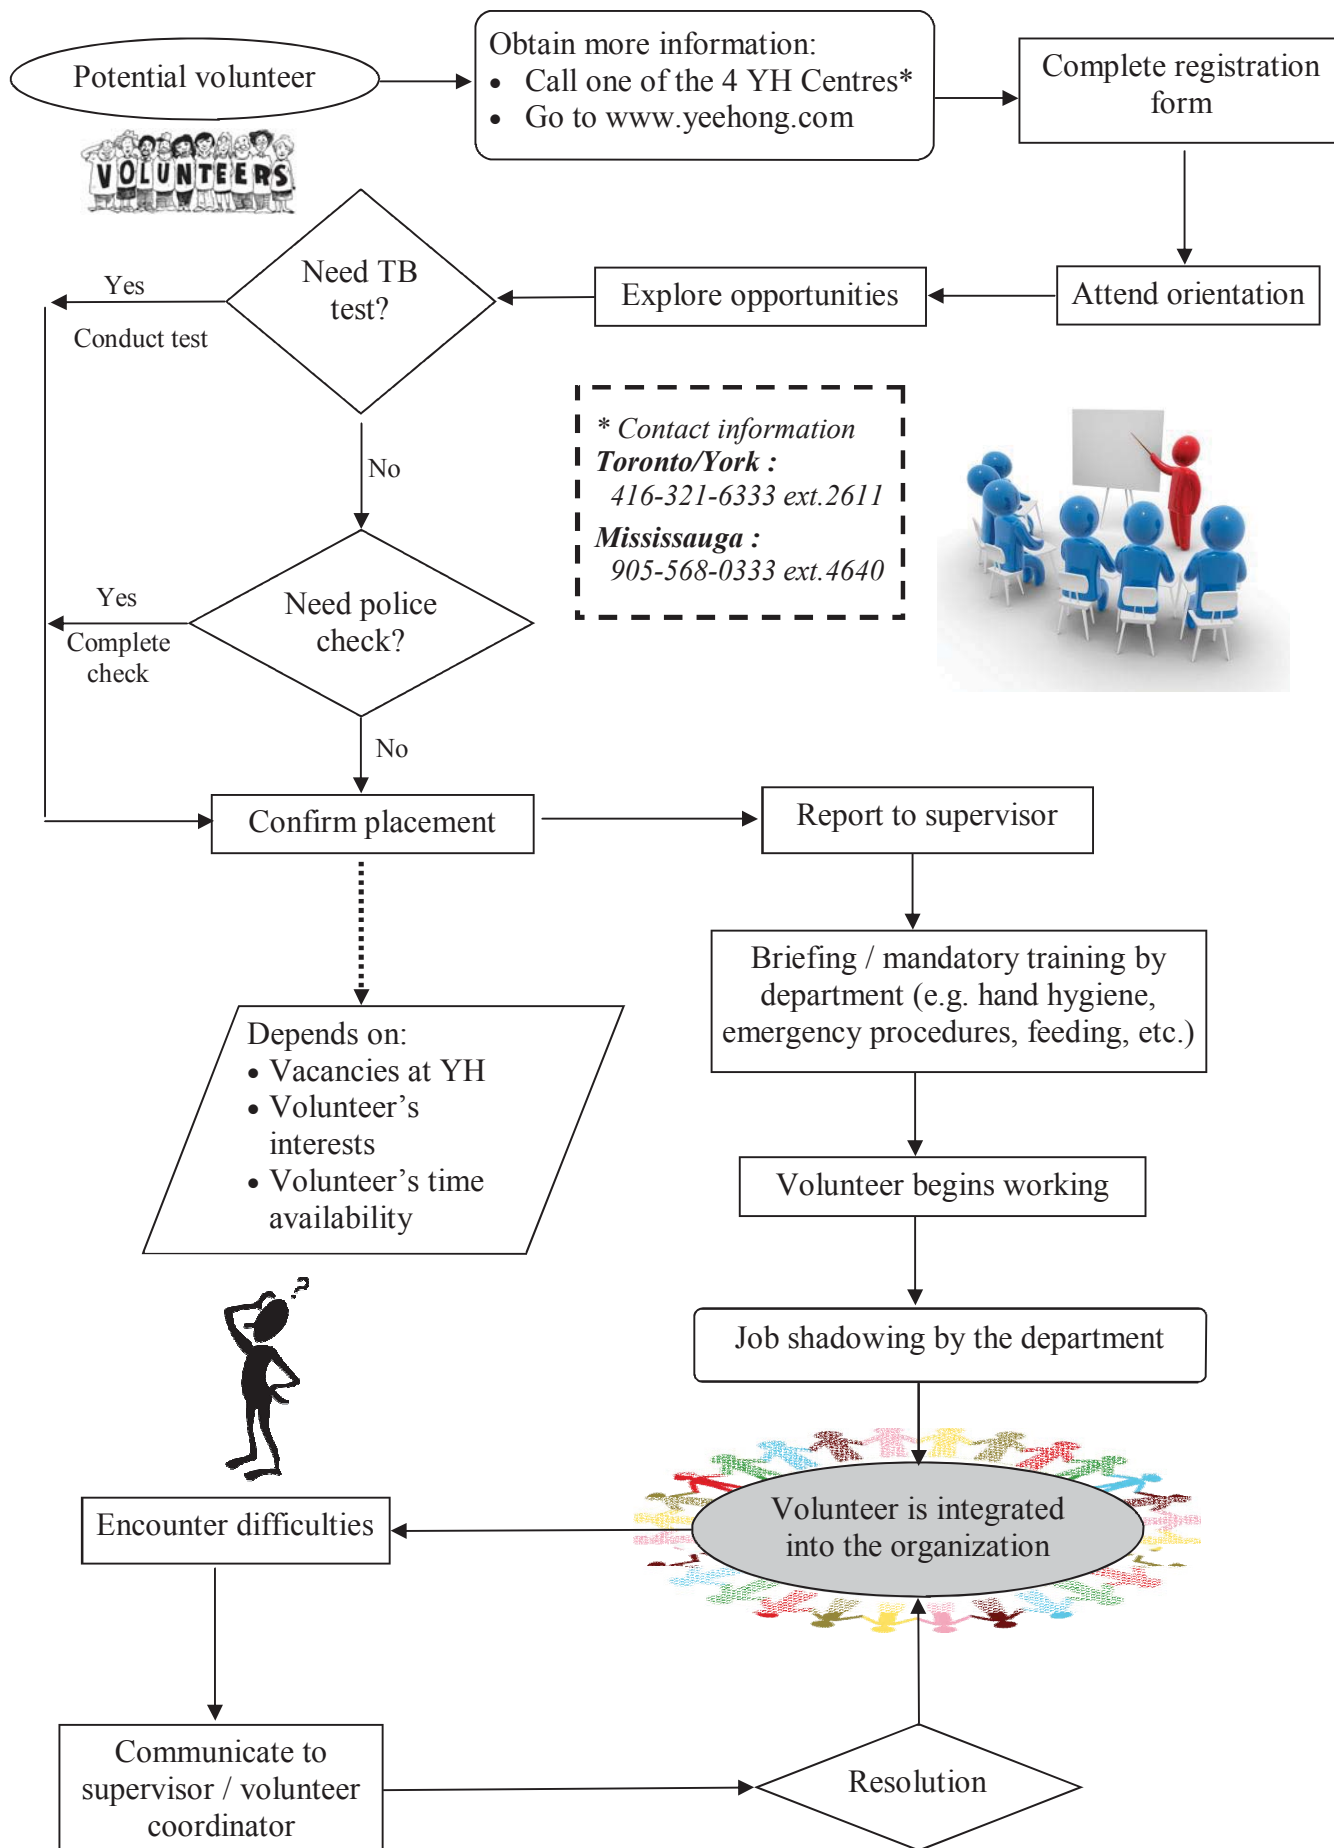 Potential volunteer
Obtain more information:
• Call one of the 4 YH Centres*
• Go to www.yeehong.com
Complete registration
form
VOLUNTEERS
Need TB
test?
Yes
Conduct test
Explore opportunities
Attend orientation
No
* Contact information
Toronto/York :
416-321-6333 ext.2611
Mississauga :
905-568-0333 ext.4640
Need police
check?
Yes
Complete
check
No
Confirm placement
Report to supervisor
Briefing / mandatory training by
department (e.g. hand hygiene,
emergency procedures, feeding, etc.)
Depends on:
• Vacancies at YH
• Volunteer’s
interests
• Volunteer’s time
availability
Volunteer begins working
?
Job shadowing by the department
Volunteer is integrated
into the organization
Encounter difficulties
Communicate to
supervisor / volunteer
coordinator
Resolution